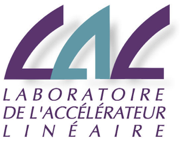 LAL
LABORATOIRE
DE L'ACCÉLÉRATEUR
LINÉAIRE